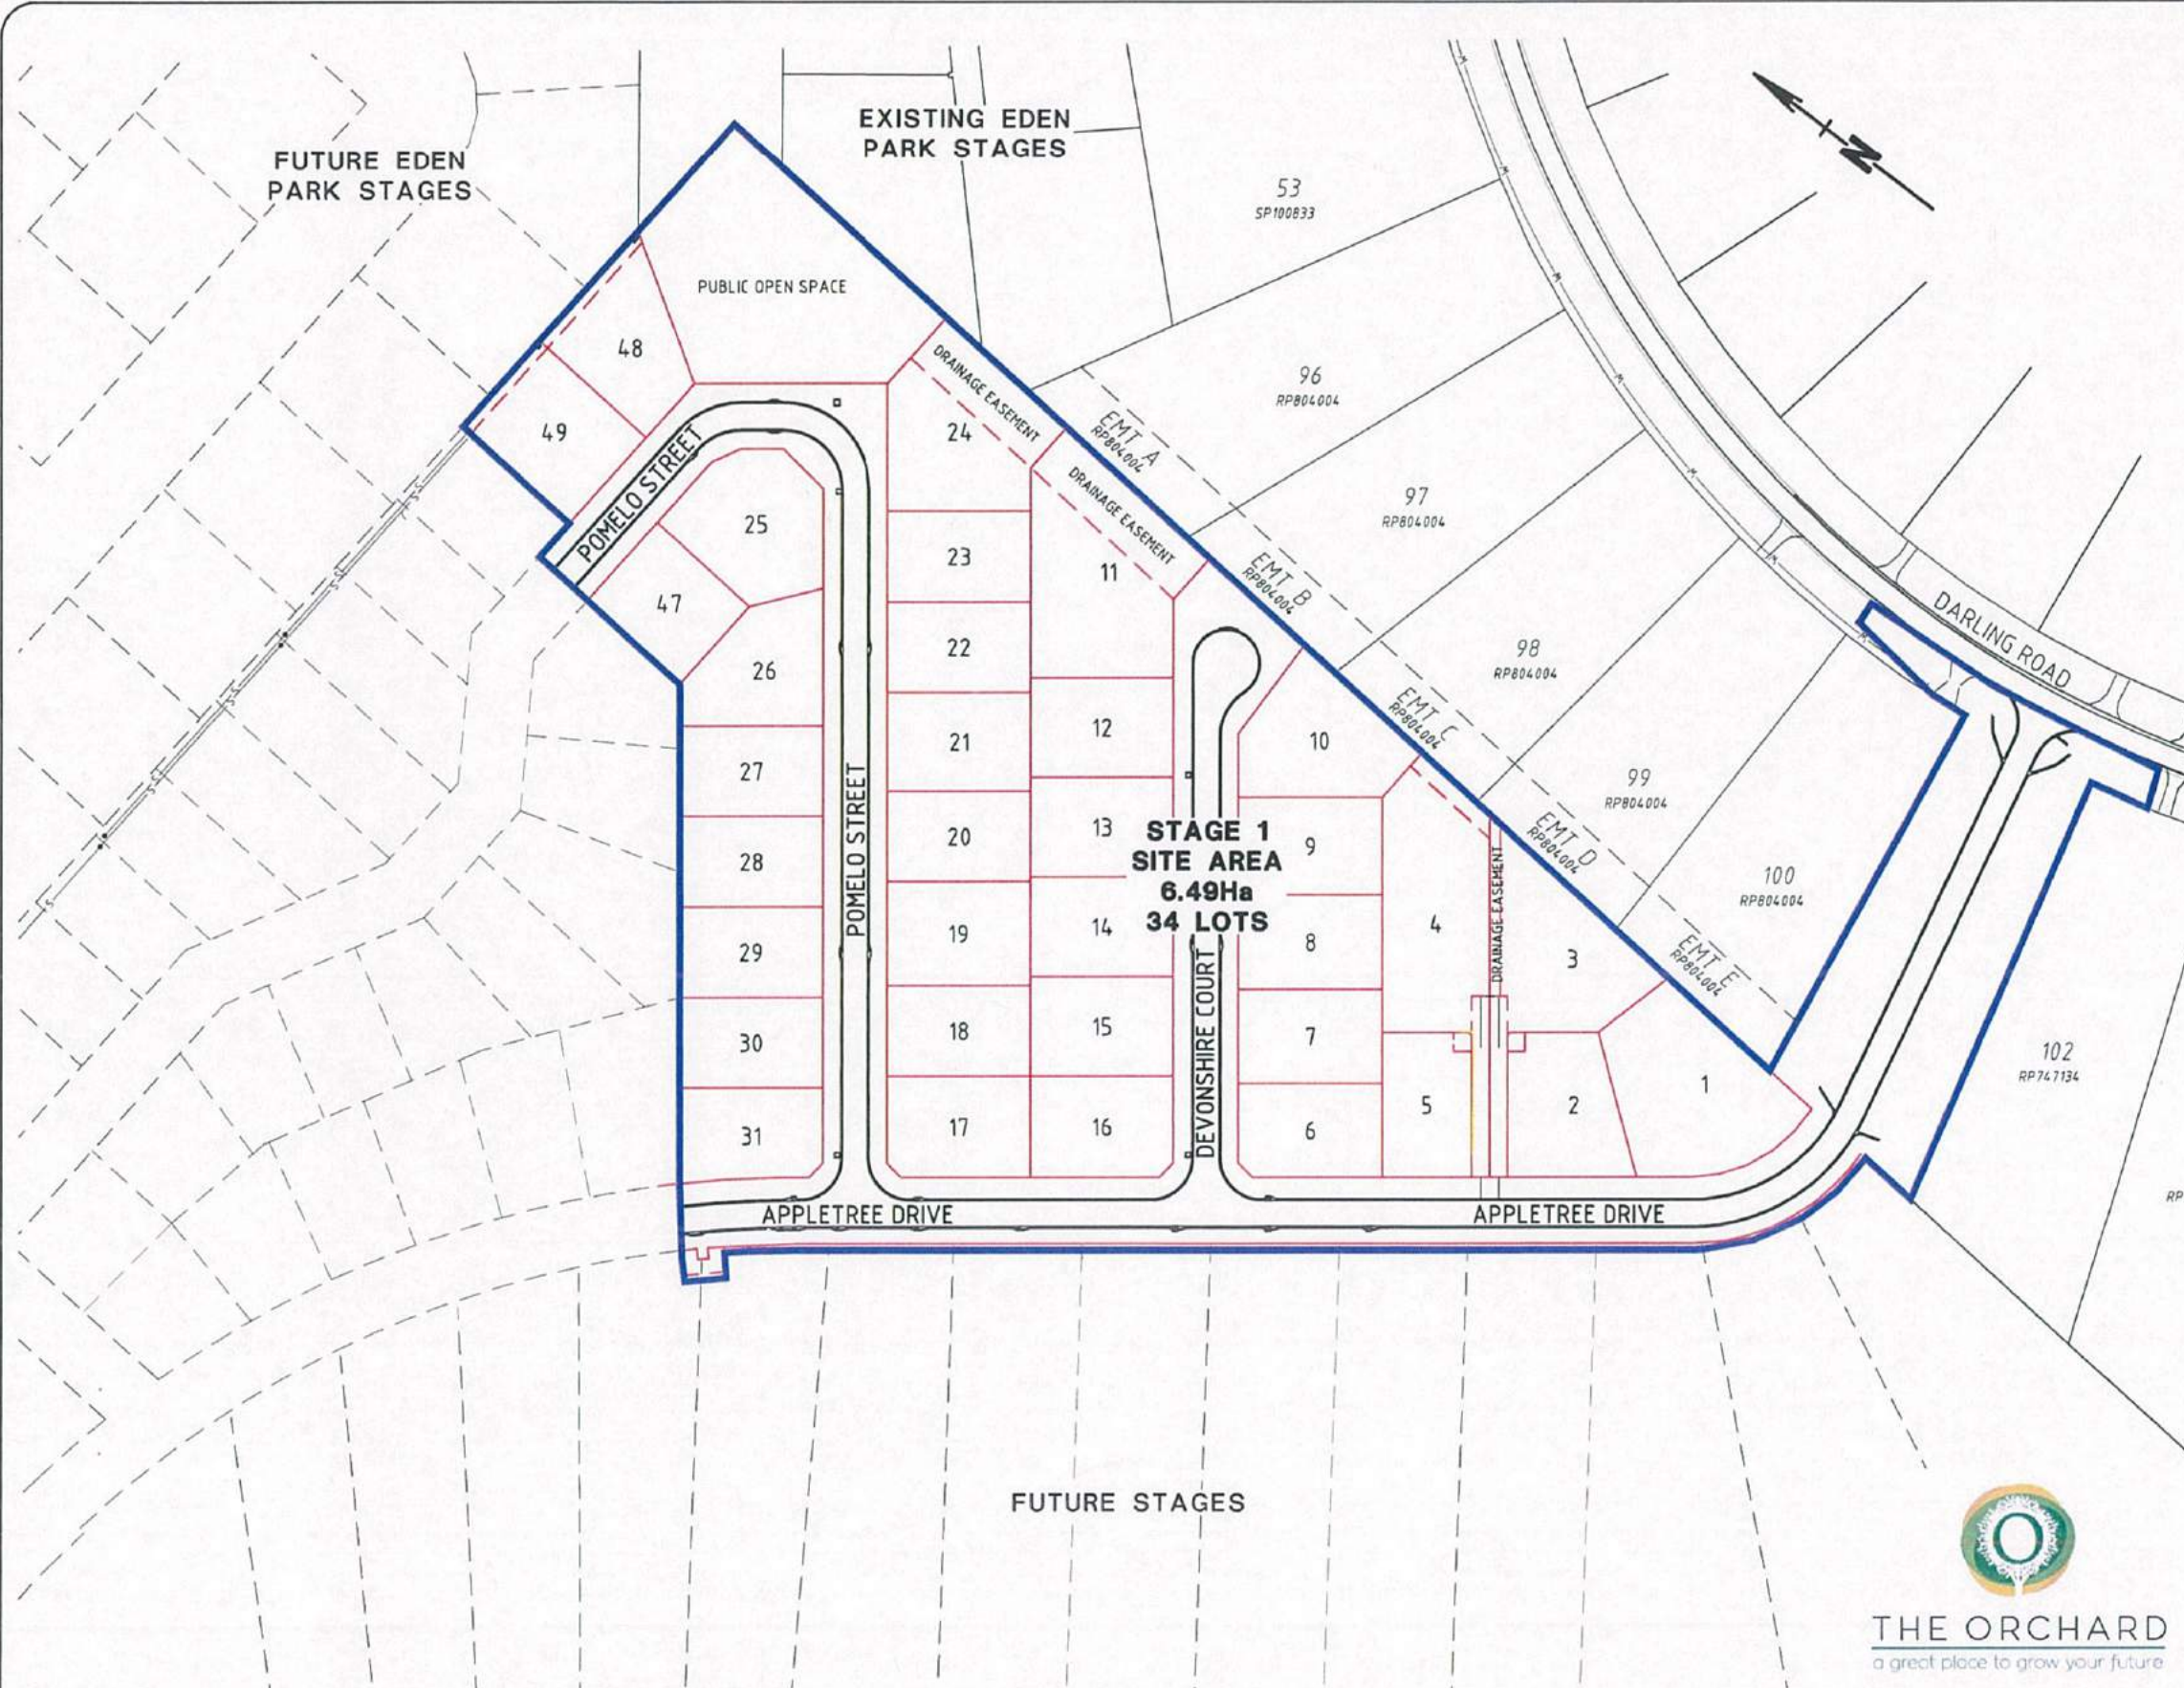 EXISTING EDEN
PARK STAGES
FUTURE EDEN
PARK STAGES
N
53
SP100833
PUBLIC OPEN SPACE
48
49
DRAINAGE EASEMENT
24
96
RP804004
EMT A
RP804004
POMELO STREET
25
DRAINAGE EASEMENT
97
RP804004
23
11
EMT B
RP804004
47
DARLING ROAD
22
98
RP804004
26
12
10
EMT C
RP804004
21
27
99
RP804004
POMELO STREET
20
13
STAGE 1
SITE AREA
6.49Ha
34 LOTS
9
28
EMT D
RP804004
DRAINAGE EASEMENT
100
RP804004
19
14
8
4
3
29
EMT E
RP804004
18
15
7
30
DEVONSHIRE COURT
102
RP747134
1
5
2
17
16
6
31
RP
APPLETREE DRIVE
APPLETREE DRIVE
FUTURE STAGES
O
THE ORCHARD
a great place to grow your future